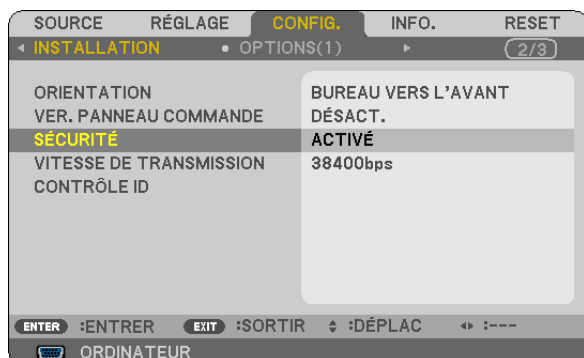 SOURCE RÉGLAGE CONFIG. INFO. RESET
INSTALLATION • OPTIONS(1) 2/3
ORIENTATION BUREAU VERS L'AVANT
VER. PANNEAU COMMANDE DÉSACT.
SÉCURITÉ ACTIVÉ
VITESSE DE TRANSMISSION 38400bps
CONTRÔLE ID
ENTER :ENTRER EXIT :SORTIR :DÉPLAC :---
ORDINATEUR